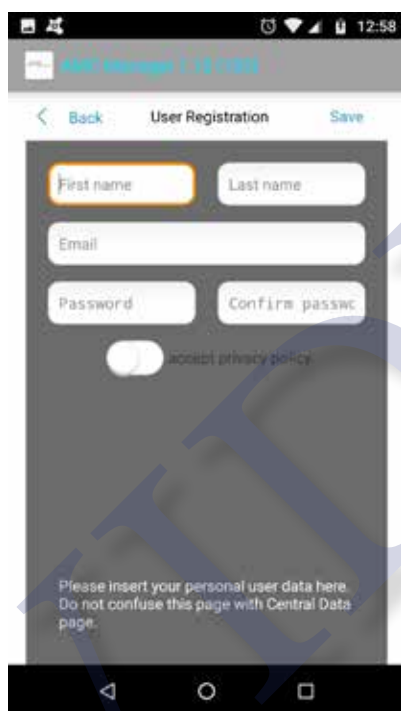 12:58
Back User Registration Save
First name Last name
Email
Password Confirm passwc
accept privacy policy
Please insert your personal user data here.
Do not confuse this page with Central Data
page.